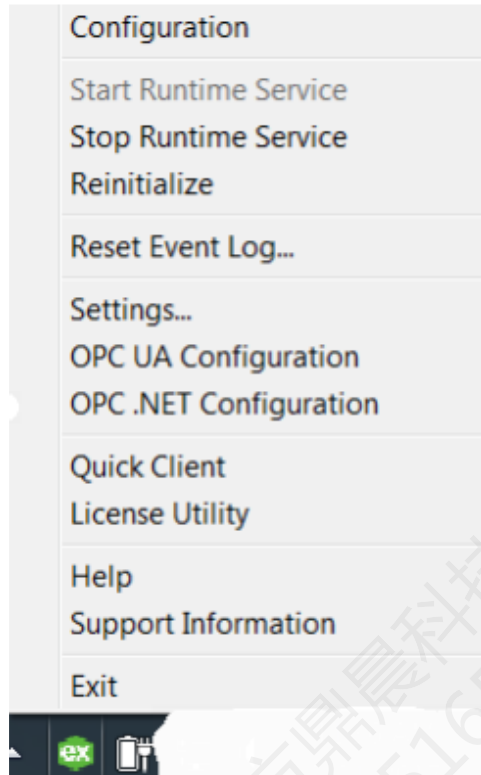 Configuration
Start Runtime Service
Stop Runtime Service
Reinitialize
Reset Event Log...
Settings...
OPC UA Configuration
OPC .NET Configuration
Quick Client
License Utility
Help
Support Information
Exit
ex